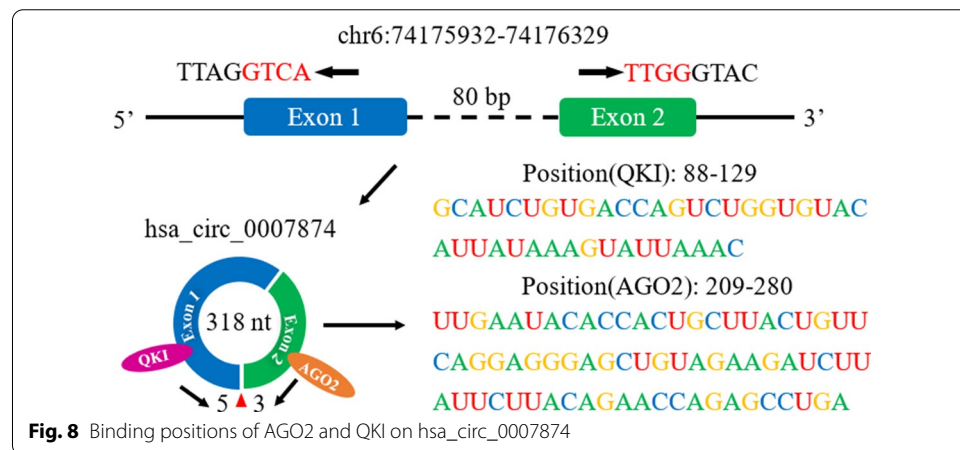 chr6:74175932-74176329
TTAGGTCA TTGGGTAC
80 bp
5’ Exon 1 Exon 2 3’
Position(QKI): 88-129
GCAUCUGUGACCAGUCUGGUGUAC
AUUAUAAAGUAUUAAAC
hsa_circ_0007874
Position(AGO2): 209-280
Exon 1
318 nt
Exon 2
QKI
AGO2
5 3
UUGAAUACACCACUGCUUACUGUU
CAGGAGGGAGCUGUAGAAGAUCUU
AUUCUUACAGAACCAGAGCCUGA
Fig. 8 Binding positions of AGO2 and QKI on hsa_circ_0007874